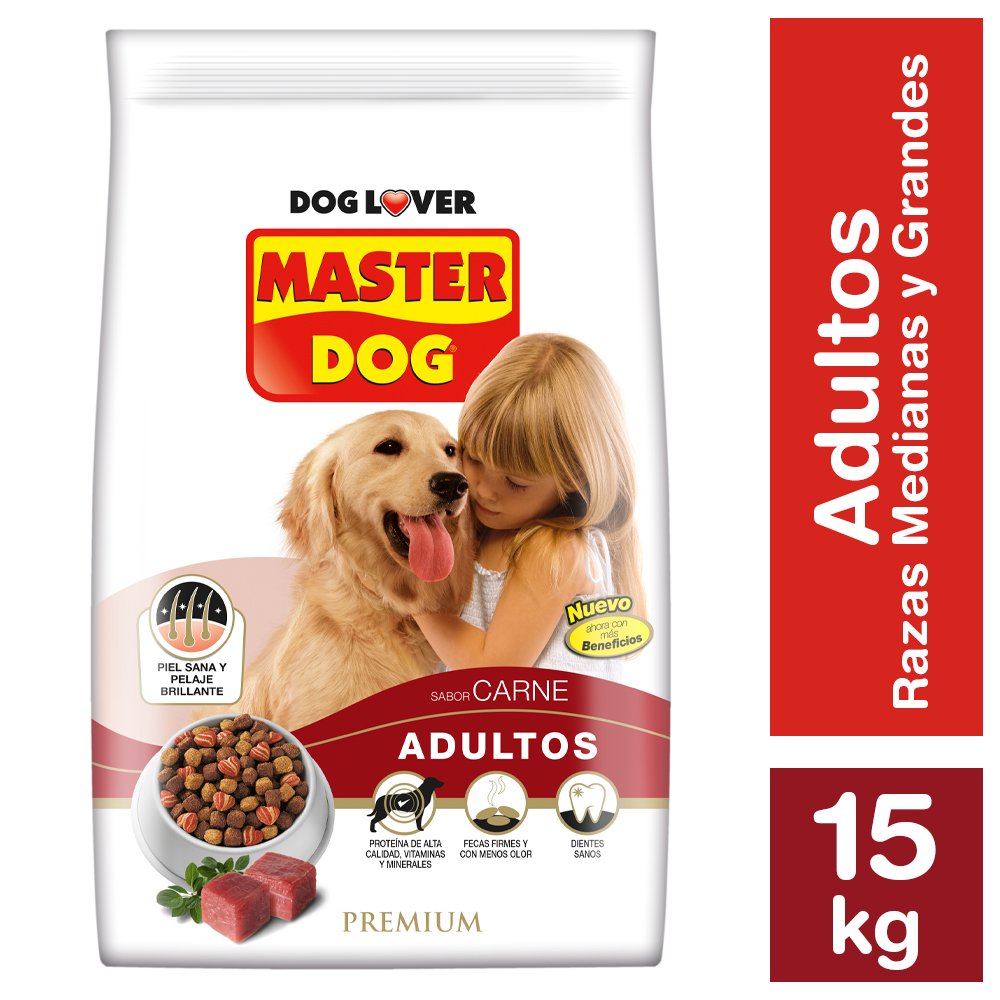 DOG LOVER
MASTER
DOG®
PIEL SANA Y
PELAJE
BRILLANTE
Nuevo
ahora con
más
Beneficios
SABOR CARNE
ADULTOS
PROTEÍNA DE ALTA
CALIDAD, VITAMINAS
Y MINERALES
FECAS FIRMES Y
CON MENOS OLOR
DIENTES
SANOS
PREMIUM
Adultos
Razas Medianas y Grandes
15
kg